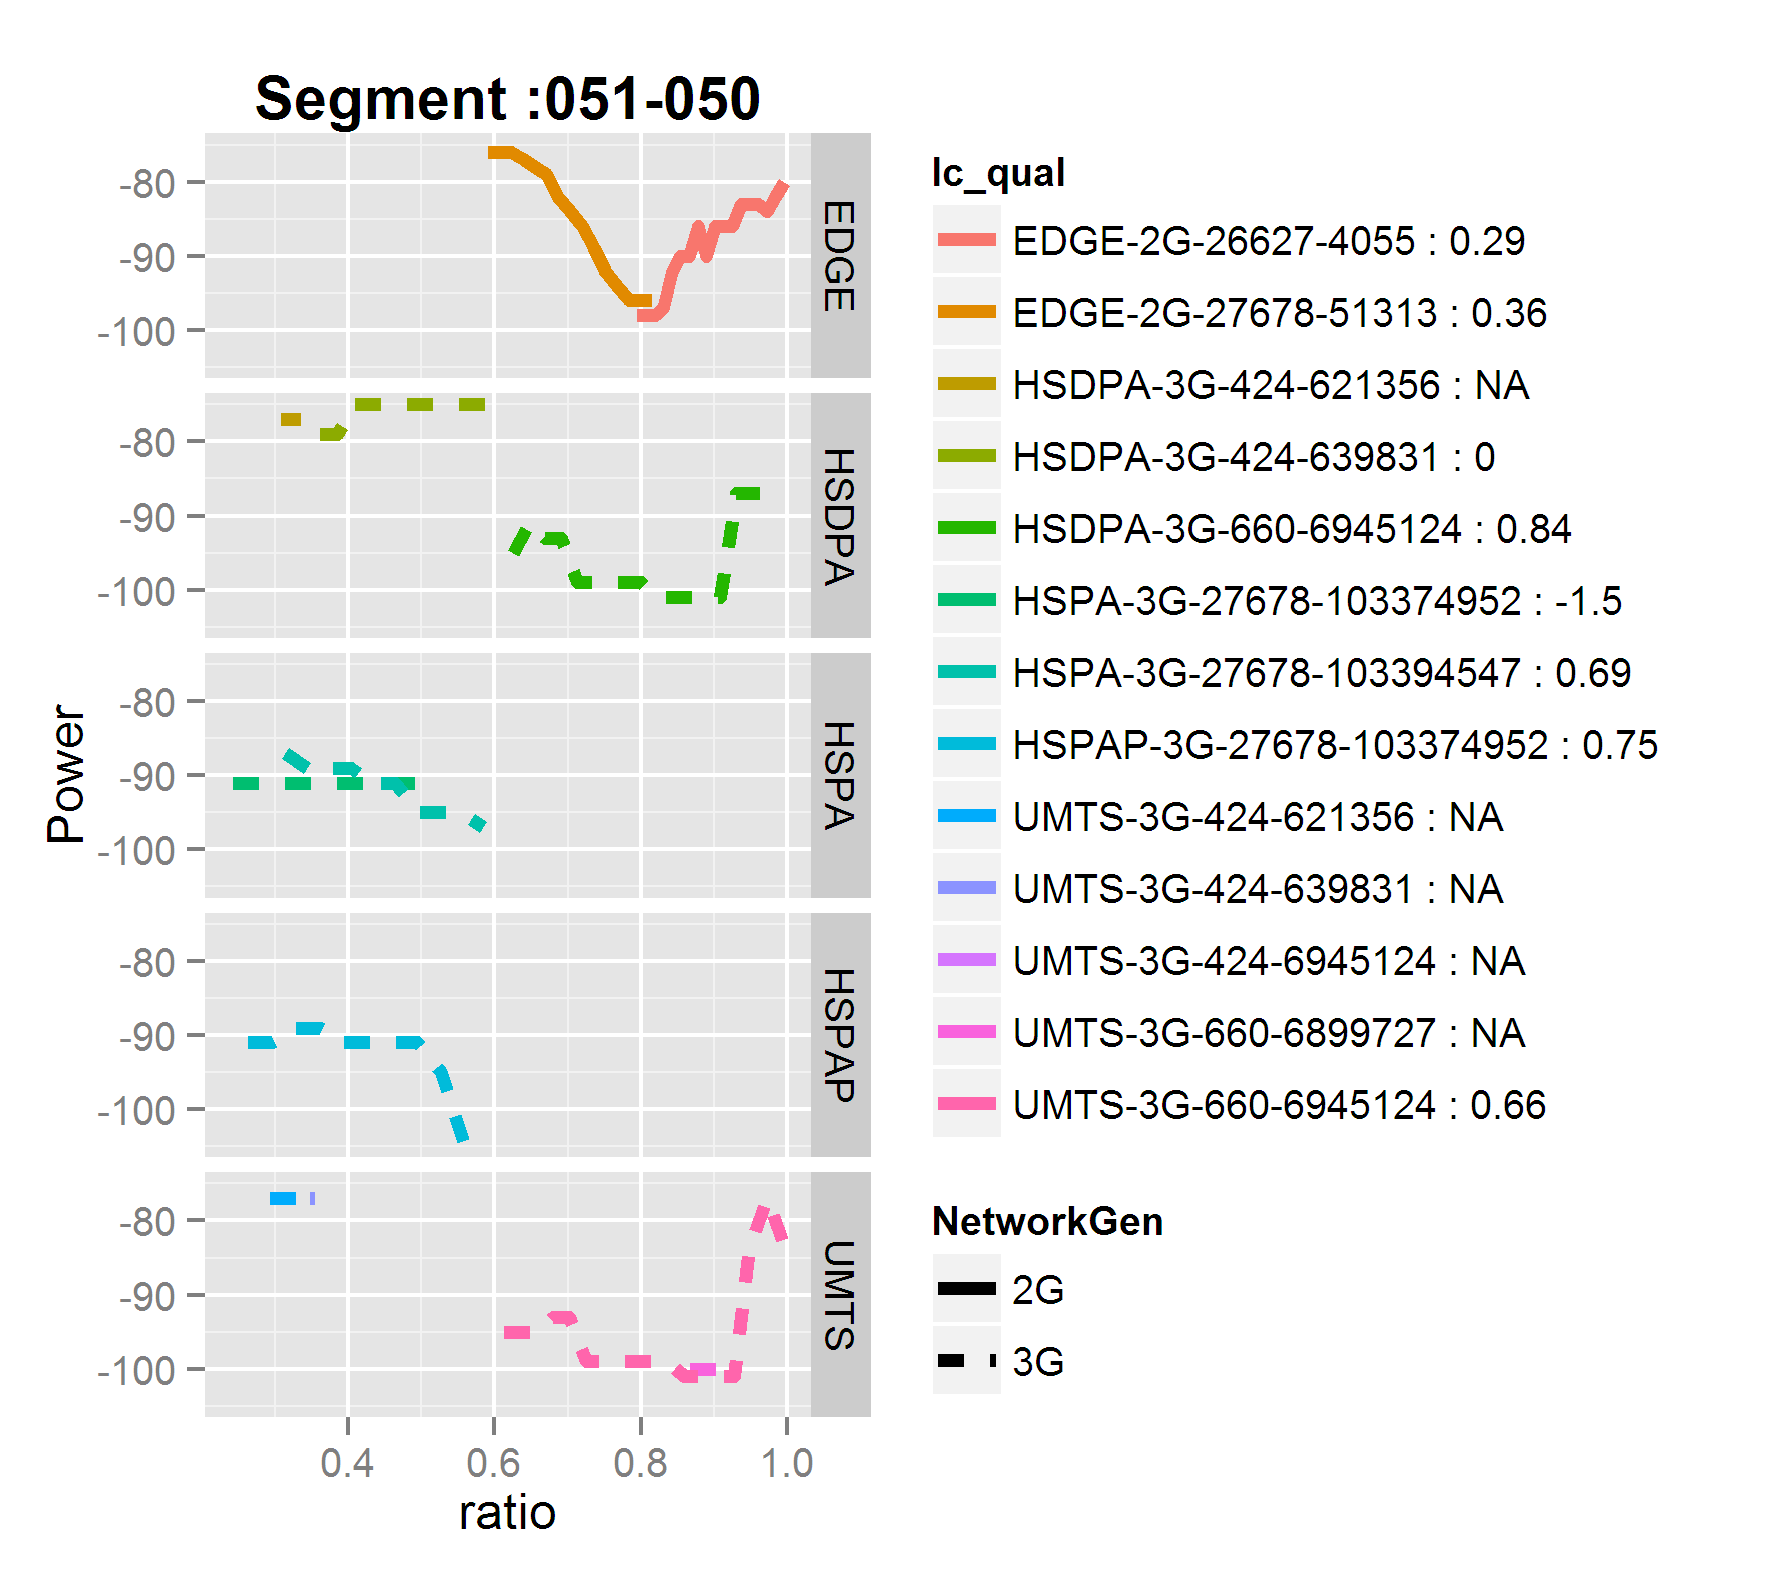 Segment :051-050
-80
-90
-100
EDGE
-80
-90
-100
HSDPA
-80
-90
-100
HSPA
-80
-90
-100
HSPAP
-80
-90
-100
UMTS
0.4 0.6 0.8 1.0
ratio
Power
lc_qual
EDGE-2G-26627-4055 : 0.29
EDGE-2G-27678-51313 : 0.36
HSDPA-3G-424-621356 : NA
HSDPA-3G-424-639831 : 0
HSDPA-3G-660-6945124 : 0.84
HSPA-3G-27678-103374952 : -1.5
HSPA-3G-27678-103394547 : 0.69
HSPAP-3G-27678-103374952 : 0.75
UMTS-3G-424-621356 : NA
UMTS-3G-424-639831 : NA
UMTS-3G-424-6945124 : NA
UMTS-3G-660-6899727 : NA
UMTS-3G-660-6945124 : 0.66
NetworkGen
2G
3G